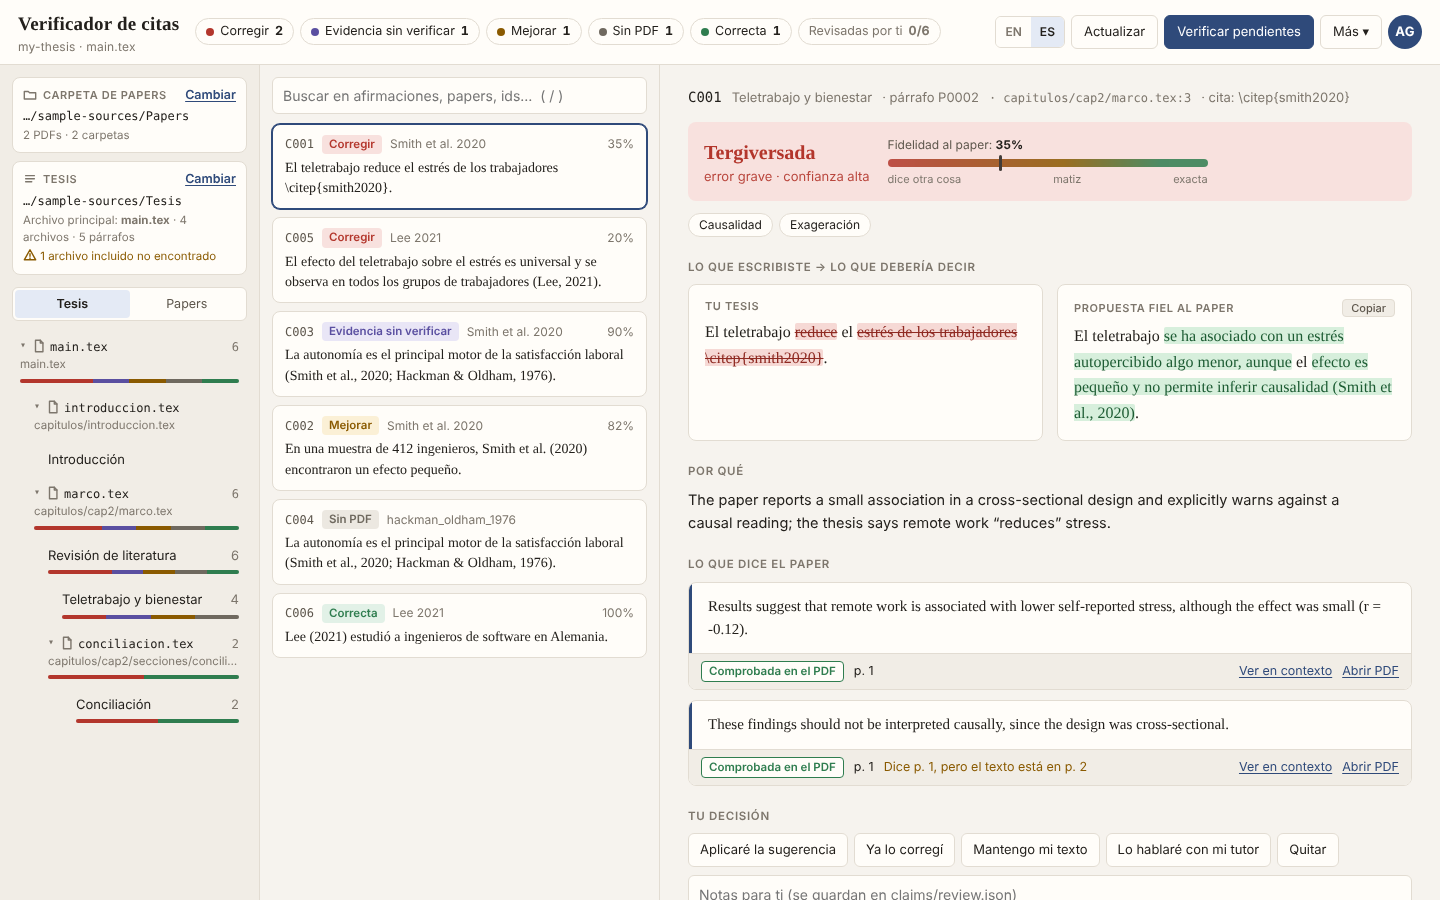 Verificador de citas
my-thesis · main.tex
Corregir 2
Evidencia sin verificar 1
Mejorar 1
Sin PDF 1
Correcta 1
Revisadas por ti 0/6
EN ES
Actualizar
Verificar pendientes
Más ▾
AG
CARPETA DE PAPERS Cambiar
…/sample-sources/Papers
2 PDFs · 2 carpetas
TESIS Cambiar
…/sample-sources/Tesis
Archivo principal: main.tex · 4
archivos · 5 párrafos
1 archivo incluido no encontrado
Tesis Papers
main.tex 6
main.tex
introduccion.tex
capitulos/introduccion.tex
Introducción
marco.tex 6
capitulos/cap2/marco.tex
Revisión de literatura 6
Teletrabajo y bienestar 4
conciliacion.tex 2
capitulos/cap2/secciones/concili…
Conciliación 2
Buscar en afirmaciones, papers, ids… ( / )
C001 Corregir Smith et al. 2020 35%
El teletrabajo reduce el estrés de los trabajadores
\citep{smith2020}.
C005 Corregir Lee 2021 20%
El efecto del teletrabajo sobre el estrés es universal y se
observa en todos los grupos de trabajadores (Lee, 2021).
C003 Evidencia sin verificar Smith et al. 2020 90%
La autonomía es el principal motor de la satisfacción laboral
(Smith et al., 2020; Hackman & Oldham, 1976).
C002 Mejorar Smith et al. 2020 82%
En una muestra de 412 ingenieros, Smith et al. (2020)
encontraron un efecto pequeño.
C004 Sin PDF hackman_oldham_1976
La autonomía es el principal motor de la satisfacción laboral
(Smith et al., 2020; Hackman & Oldham, 1976).
C006 Correcta Lee 2021 100%
Lee (2021) estudió a ingenieros de software en Alemania.
C001 Teletrabajo y bienestar · párrafo P0002 · capitulos/cap2/marco.tex:3 · cita: \citep{smith2020}
Tergiversada
error grave · confianza alta
Fidelidad al paper: 35%
dice otra cosa matiz exacta
Causalidad Exageración
LO QUE ESCRIBISTE → LO QUE DEBERÍA DECIR
TU TESIS
El teletrabajo reduce el estrés de los trabajadores
\citep{smith2020}.
PROPUESTA FIEL AL PAPER Copiar
El teletrabajo se ha asociado con un estrés
autopercibido algo menor, aunque el efecto es
pequeño y no permite inferir causalidad (Smith et
al., 2020).
POR QUÉ
The paper reports a small association in a cross-sectional design and explicitly warns against a
causal reading; the thesis says remote work “reduces” stress.
LO QUE DICE EL PAPER
Results suggest that remote work is associated with lower self-reported stress, although the effect was small (r =
-0.12).
Comprobada en el PDF p. 1 Ver en contexto Abrir PDF
These findings should not be interpreted causally, since the design was cross-sectional.
Comprobada en el PDF p. 1 Dice p. 1, pero el texto está en p. 2 Ver en contexto Abrir PDF
TU DECISIÓN
Aplicaré la sugerencia Ya lo corregí Mantengo mi texto Lo hablaré con mi tutor Quitar
Notas para ti (se guardan en claims/review.json)